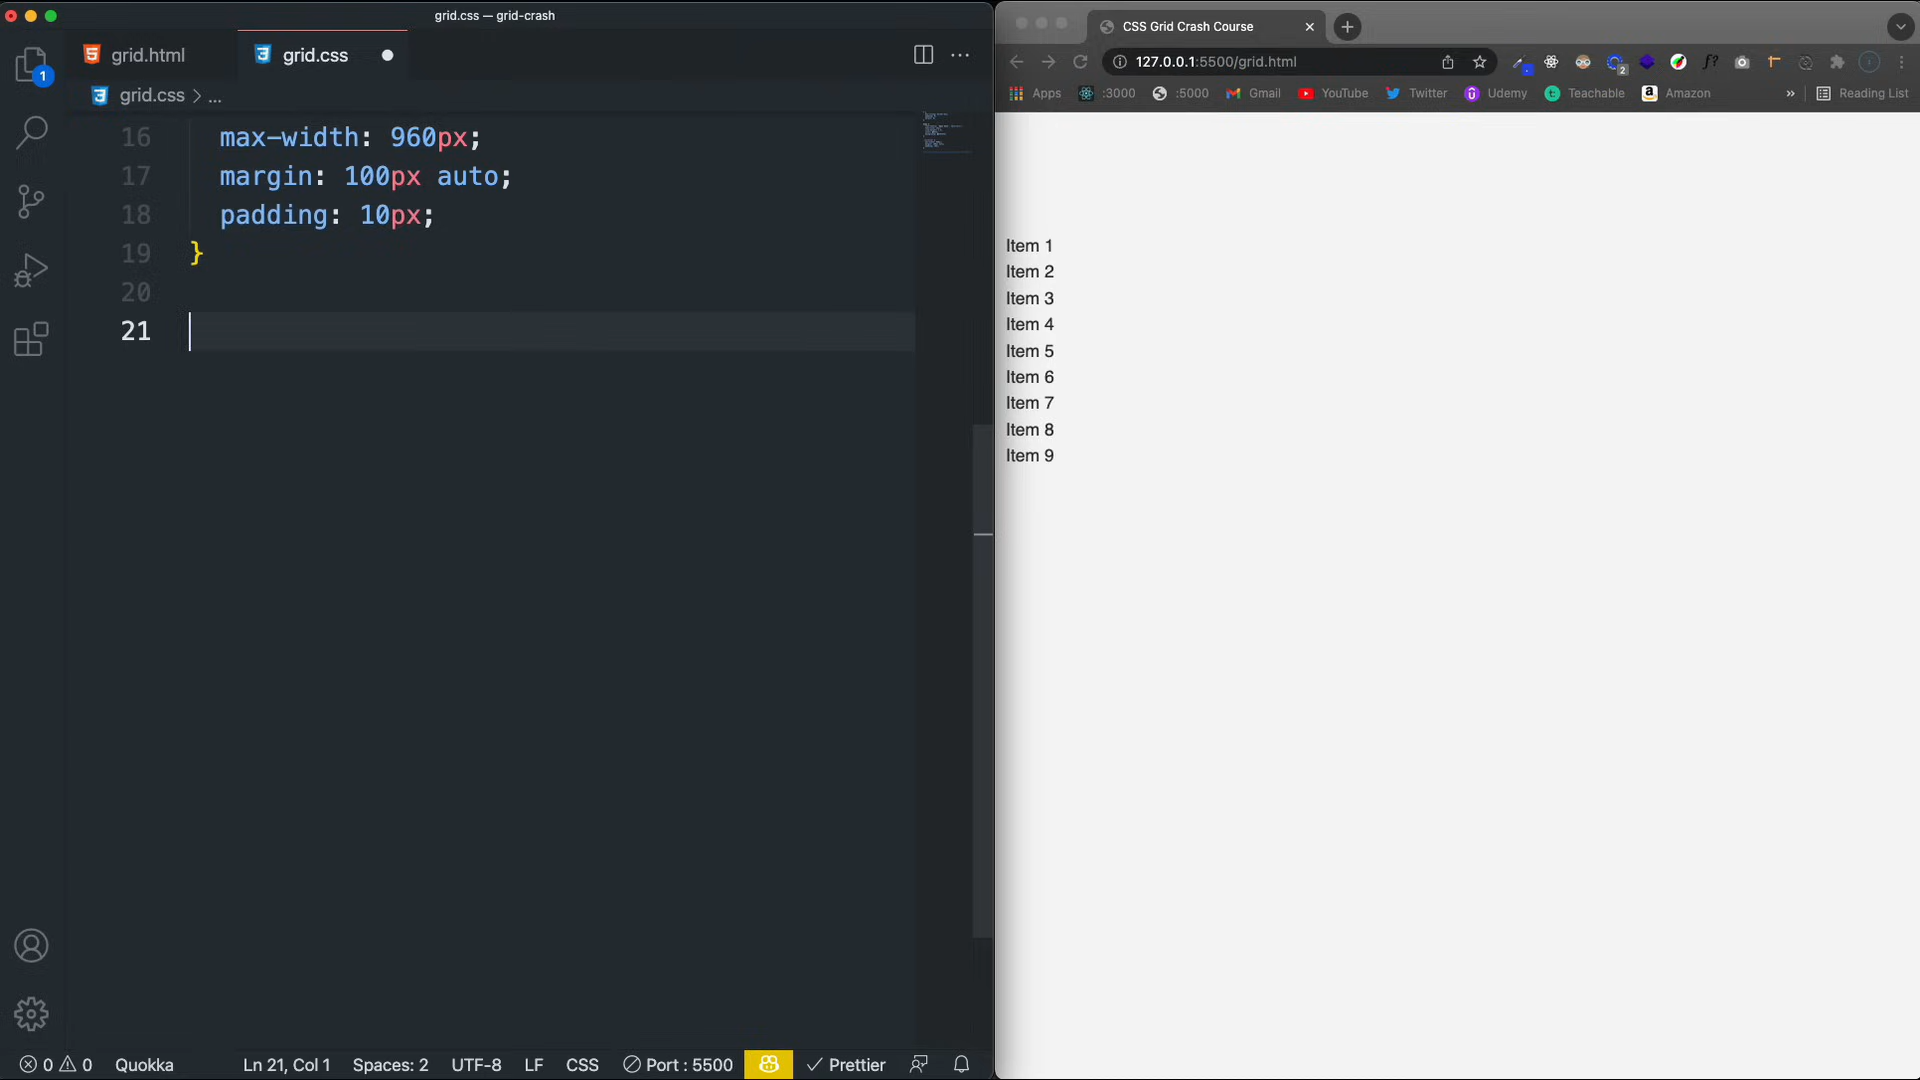 grid.css — grid-crash
grid.html
grid.css
grid.css > ...
1
16 max-width: 960px;
17 margin: 100px auto;
18 padding: 10px;
19 }
20
21
0 0 Quokka Ln 21, Col 1 Spaces: 2 UTF-8 LF CSS Port : 5500 Prettier
CSS Grid Crash Course
127.0.0.1:5500/grid.html
2
Apps :3000 :5000 Gmail YouTube Twitter Udemy Teachable Amazon » Reading List
Item 1
Item 2
Item 3
Item 4
Item 5
Item 6
Item 7
Item 8
Item 9